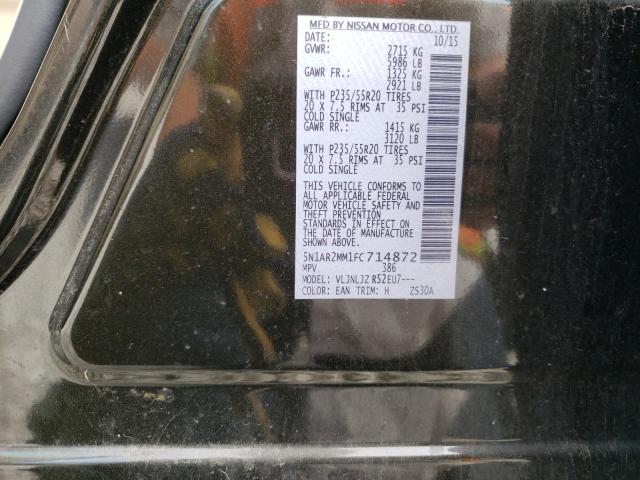 MFD BY NISSAN MOTOR CO., LTD.
DATE: 10/15
GVWR: 2715 KG
5986 LB
GAWR FR.: 1325 KG
2921 LB
WITH P235/55R20 TIRES
20 X 7.5 RIMS AT 35 PSI
COLD SINGLE
GAWR RR.: 1415 KG
3120 LB
WITH P235/55R20 TIRES
20 X 7.5 RIMS AT 35 PSI
COLD SINGLE
THIS VEHICLE CONFORMS TO
ALL APPLICABLE FEDERAL
MOTOR VEHICLE SAFETY AND
THEFT PREVENTION
STANDARDS IN EFFECT ON
THE DATE OF MANUFACTURE
SHOWN ABOVE.
5N1AR2MM1FC714872
MPV 386
MODEL: VLJNLJZ R52EU7---
COLOR: EAN TRIM: H ZS30A